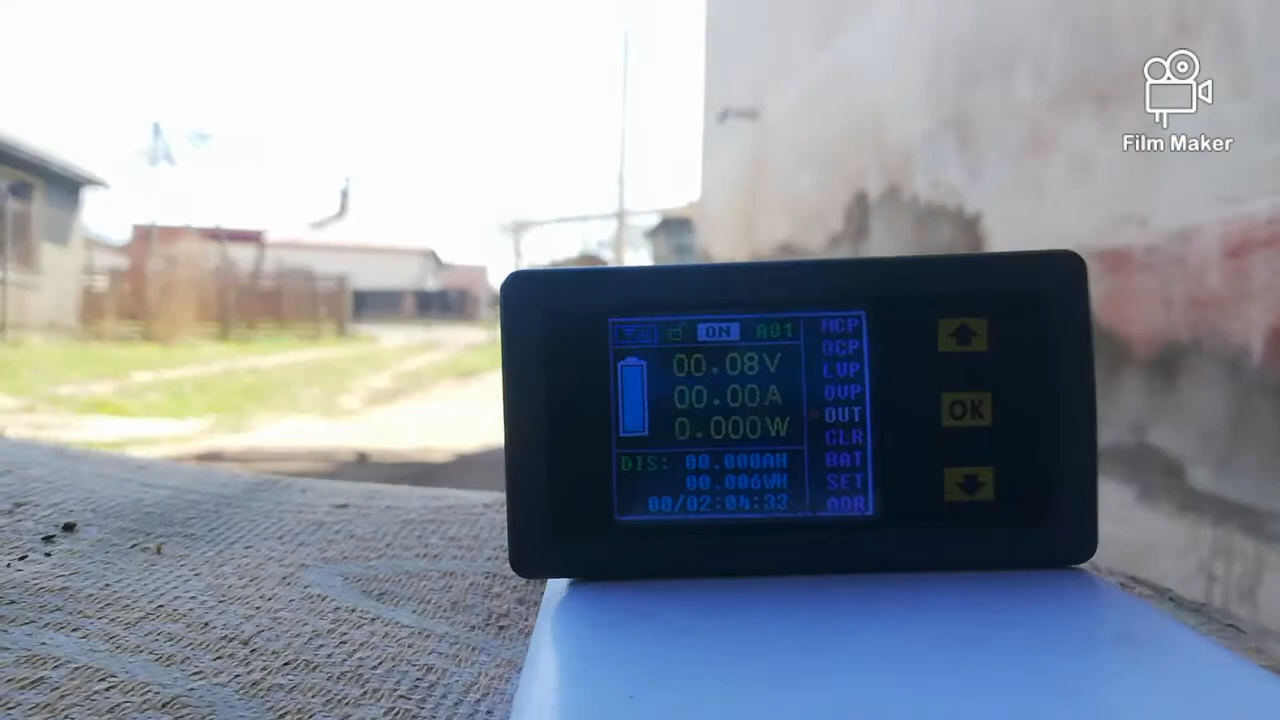 Film Maker
ON A01
00.08V
00.00A
0.000W
DIS: 00.000AH
00.006WH
00/02:04:33
OCP
LVP
OVP
OUT
CLR
BAT
SET
ADR
OK